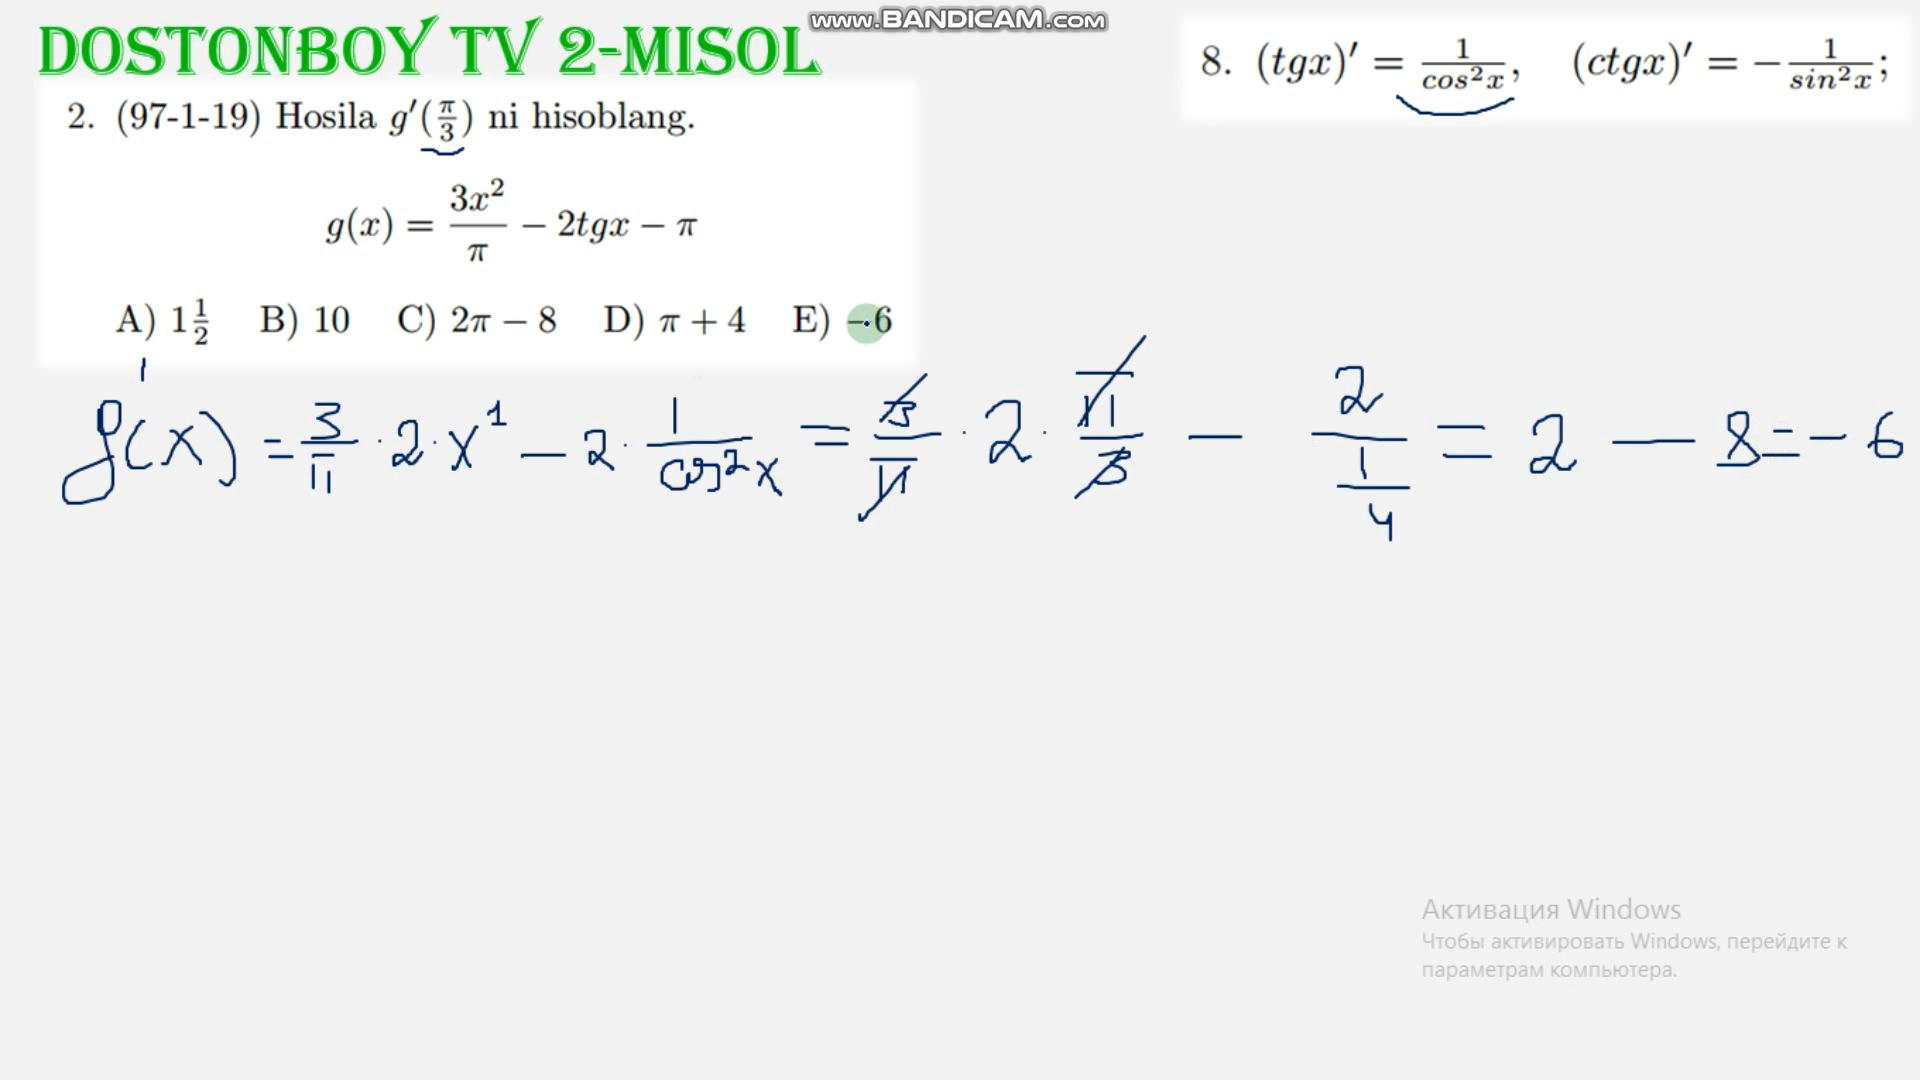 www.BANDICAM.com
DOSTONBOY TV 2-MISOL
8. (tgx)′ = 1/cos²x, (ctgx)′ = −1/sin²x;
2. (97-1-19) Hosila g′(π/3) ni hisoblang.
g(x) = 3x²/π − 2tgx − π
A) 1 1/2 B) 10 C) 2π − 8 D) π + 4 E) −6
g′(x) = 3/π · 2 · x¹ − 2 · 1/cos²x = 3/π · 2 · π/3 − 2/(1/4) = 2 − 8 = −6
Активация Windows
Чтобы активировать Windows, перейдите к
параметрам компьютера.